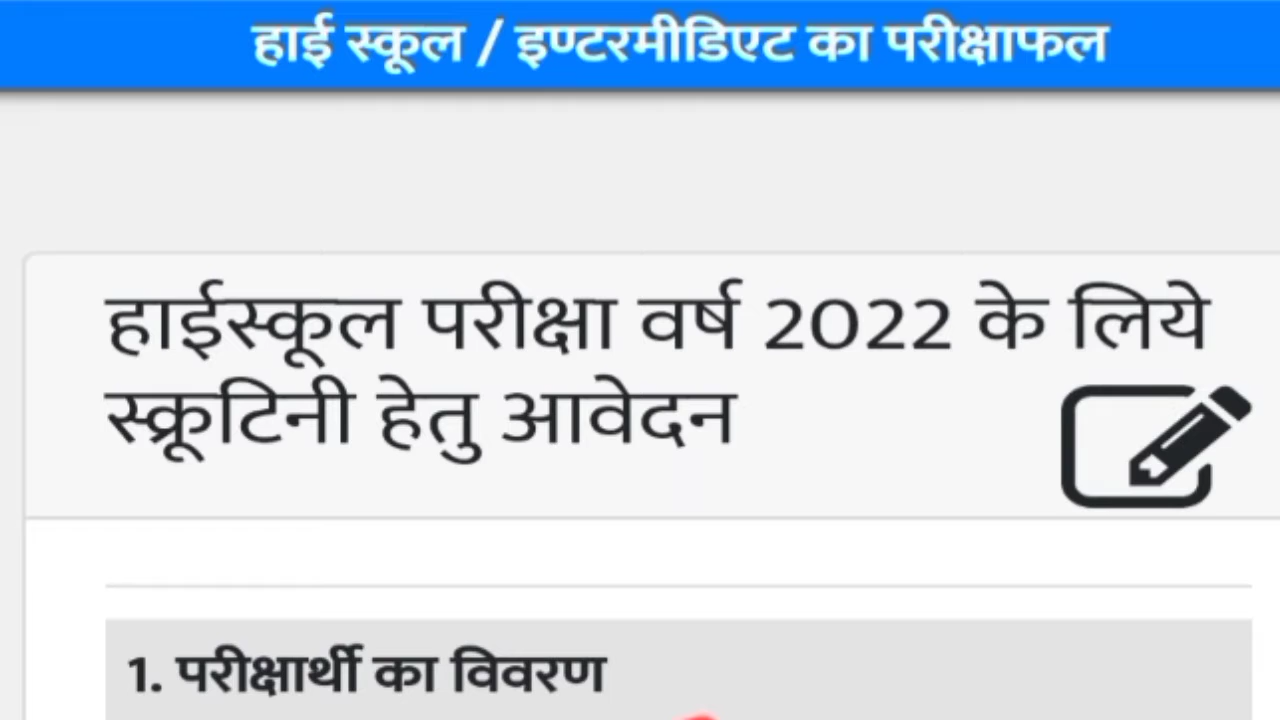 हाई स्कूल / इण्टरमीडिएट का परीक्षाफल
हाईस्कूल परीक्षा वर्ष 2022 के लिये
स्क्रूटिनी हेतु आवेदन
1. परीक्षार्थी का विवरण